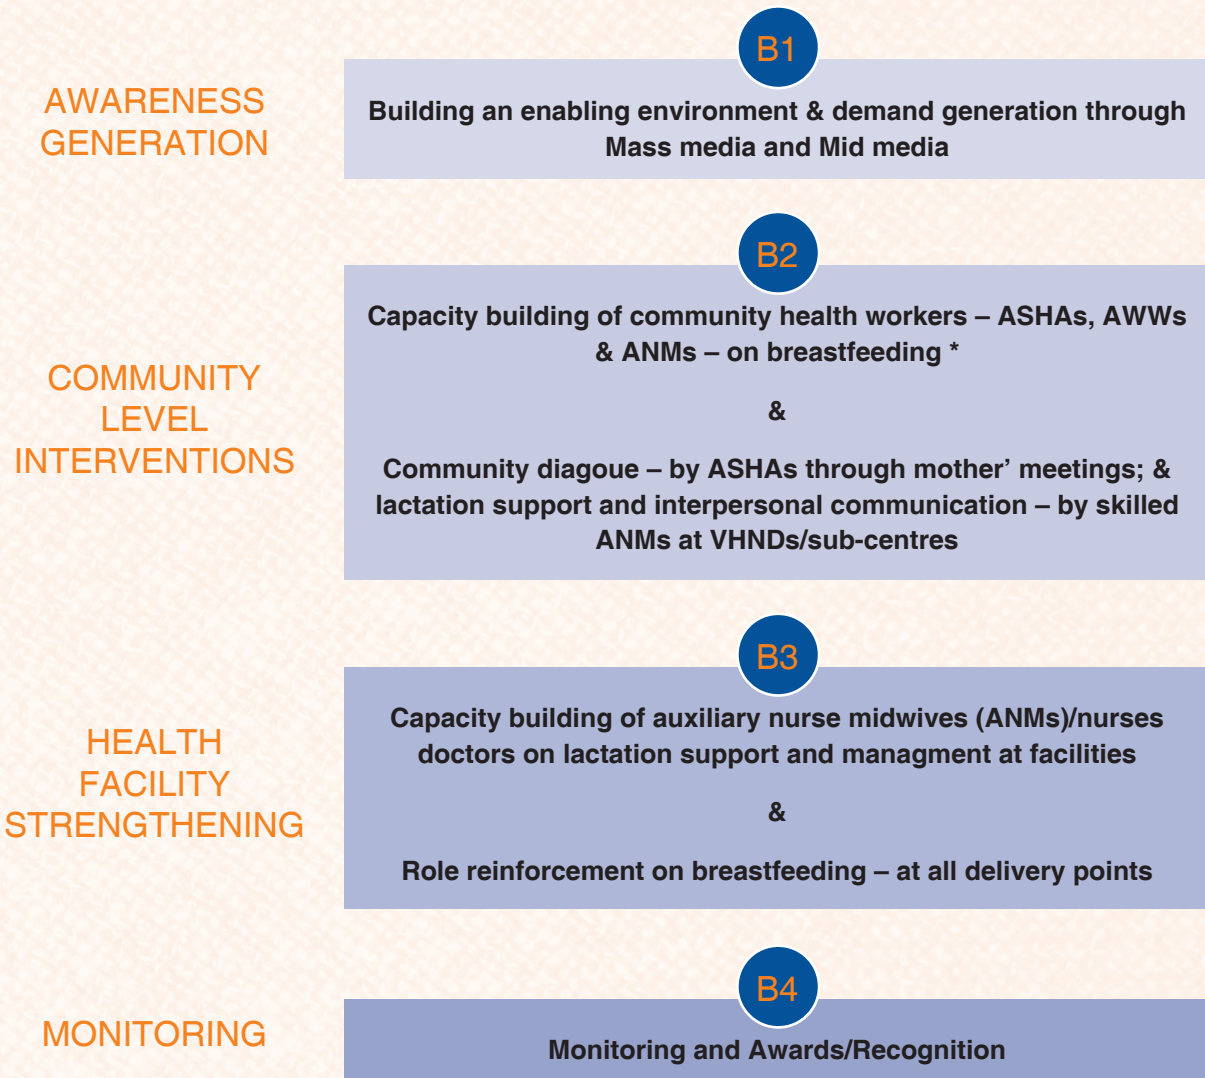 B1
AWARENESS
GENERATION
Building an enabling environment & demand generation through
Mass media and Mid media
B2
COMMUNITY
LEVEL
INTERVENTIONS
Capacity building of community health workers – ASHAs, AWWs
& ANMs – on breastfeeding *
&
Community diagoue – by ASHAs through mother’ meetings; &
lactation support and interpersonal communication – by skilled
ANMs at VHNDs/sub-centres
B3
HEALTH
FACILITY
STRENGTHENING
Capacity building of auxiliary nurse midwives (ANMs)/nurses
doctors on lactation support and managment at facilities
&
Role reinforcement on breastfeeding – at all delivery points
B4
MONITORING
Monitoring and Awards/Recognition